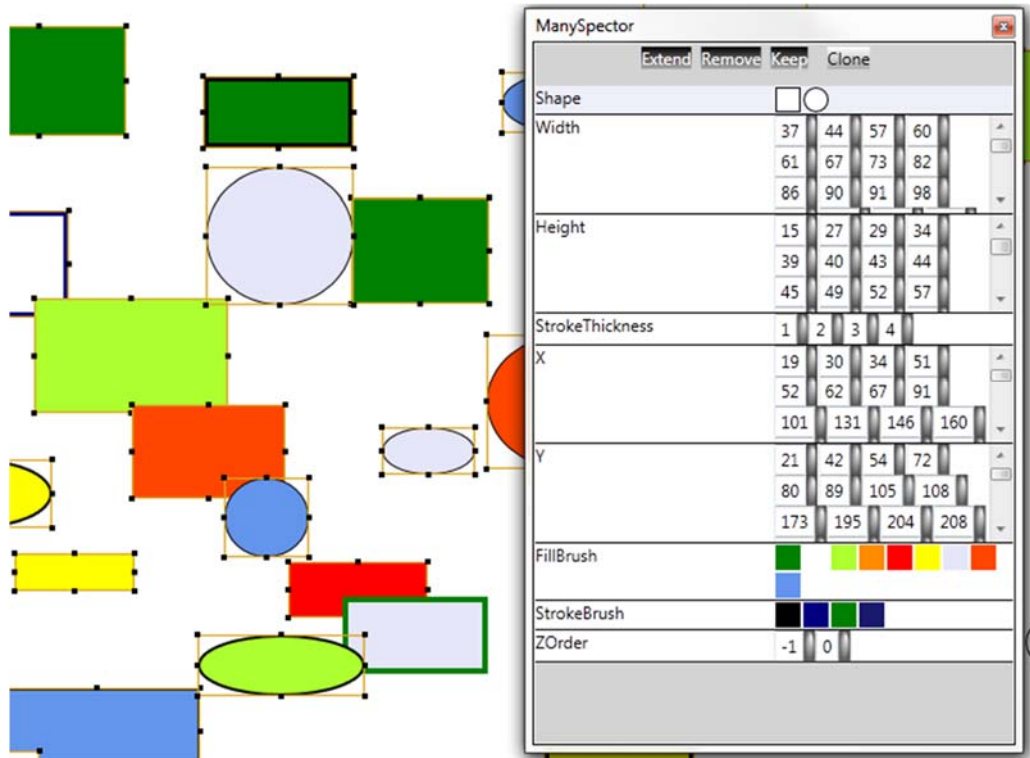 ManySpector
Extend Remove Keep Clone
Shape
Width
37 44 57 60
61 67 73 82
86 90 91 98
Height
15 27 29 34
39 40 43 44
45 49 52 57
StrokeThickness
1 2 3 4
X
19 30 34 51
52 62 67 91
101 131 146 160
Y
21 42 54 72
80 89 105 108
173 195 204 208
FillBrush
StrokeBrush
ZOrder
-1 0